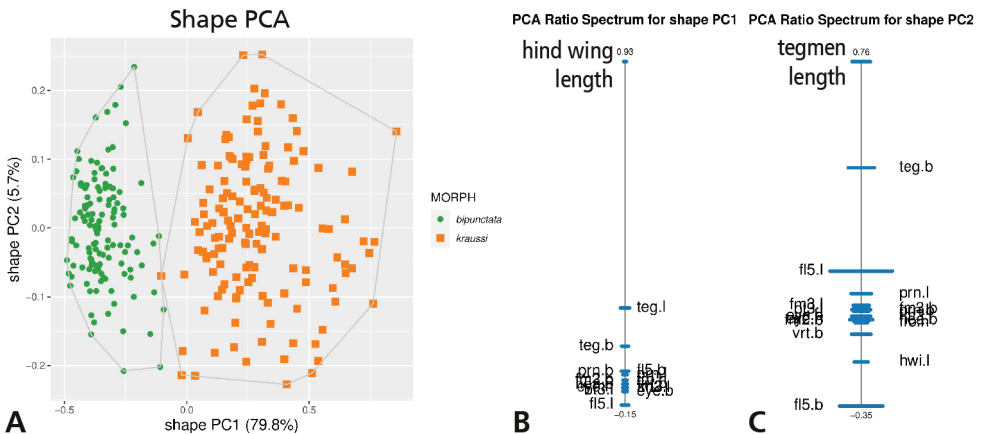 Shape PCA
0.2
0.1
0.0
−0.1
−0.2
−0.5
0.0
0.5
shape PC2 (5.7%)
shape PC1 (79.8%)
MORPH
bipunctata
kraussi
A
PCA Ratio Spectrum for shape PC1
hind wing
length
0.93
teg.l
teg.b
prn.b
fl5.b
eye.b
fl5.l
−0.15
B
PCA Ratio Spectrum for shape PC2
tegmen
length
0.76
teg.b
fl5.l
prn.l
fm3.l
vrt.b
hwi.l
fl5.b
−0.35
C